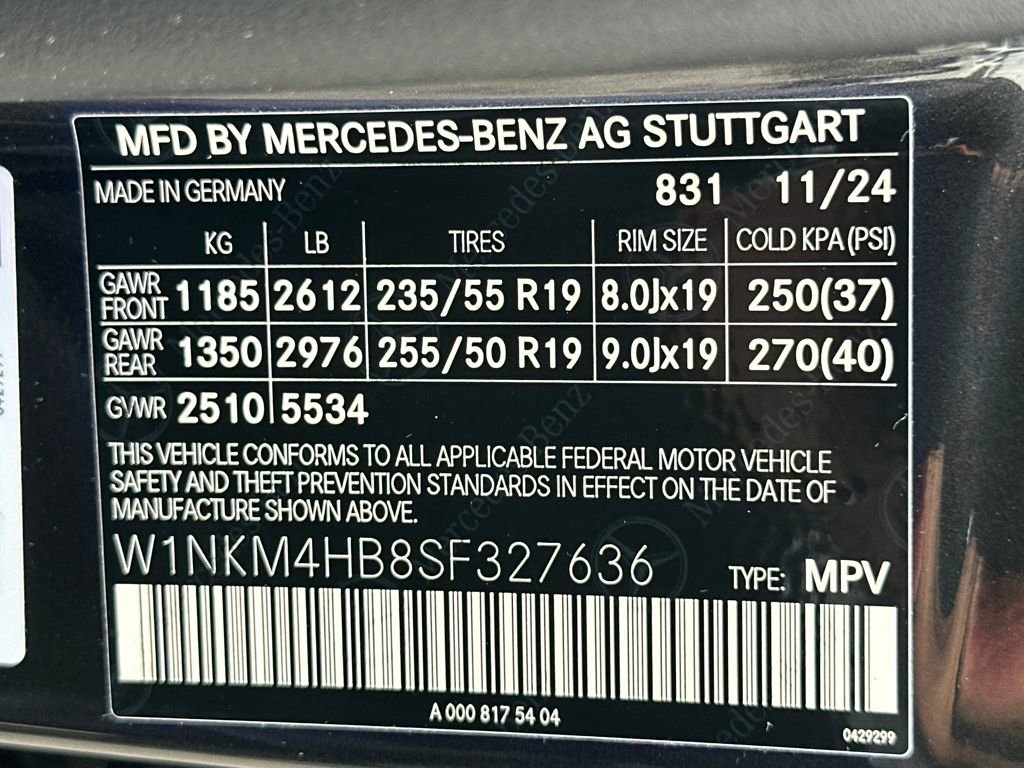 MFD BY MERCEDES-BENZ AG STUTTGART
MADE IN GERMANY 831 11/24
KG LB TIRES RIM SIZE COLD KPA (PSI)
GAWR FRONT 1185 2612 235/55 R19 8.0Jx19 250(37)
GAWR REAR 1350 2976 255/50 R19 9.0Jx19 270(40)
GVWR 2510 5534
THIS VEHICLE CONFORMS TO ALL APPLICABLE FEDERAL MOTOR VEHICLE
SAFETY AND THEFT PREVENTION STANDARDS IN EFFECT ON THE DATE OF
MANUFACTURE SHOWN ABOVE.
W1NKM4HB8SF327636 TYPE: MPV
A 000 817 54 04
0429299